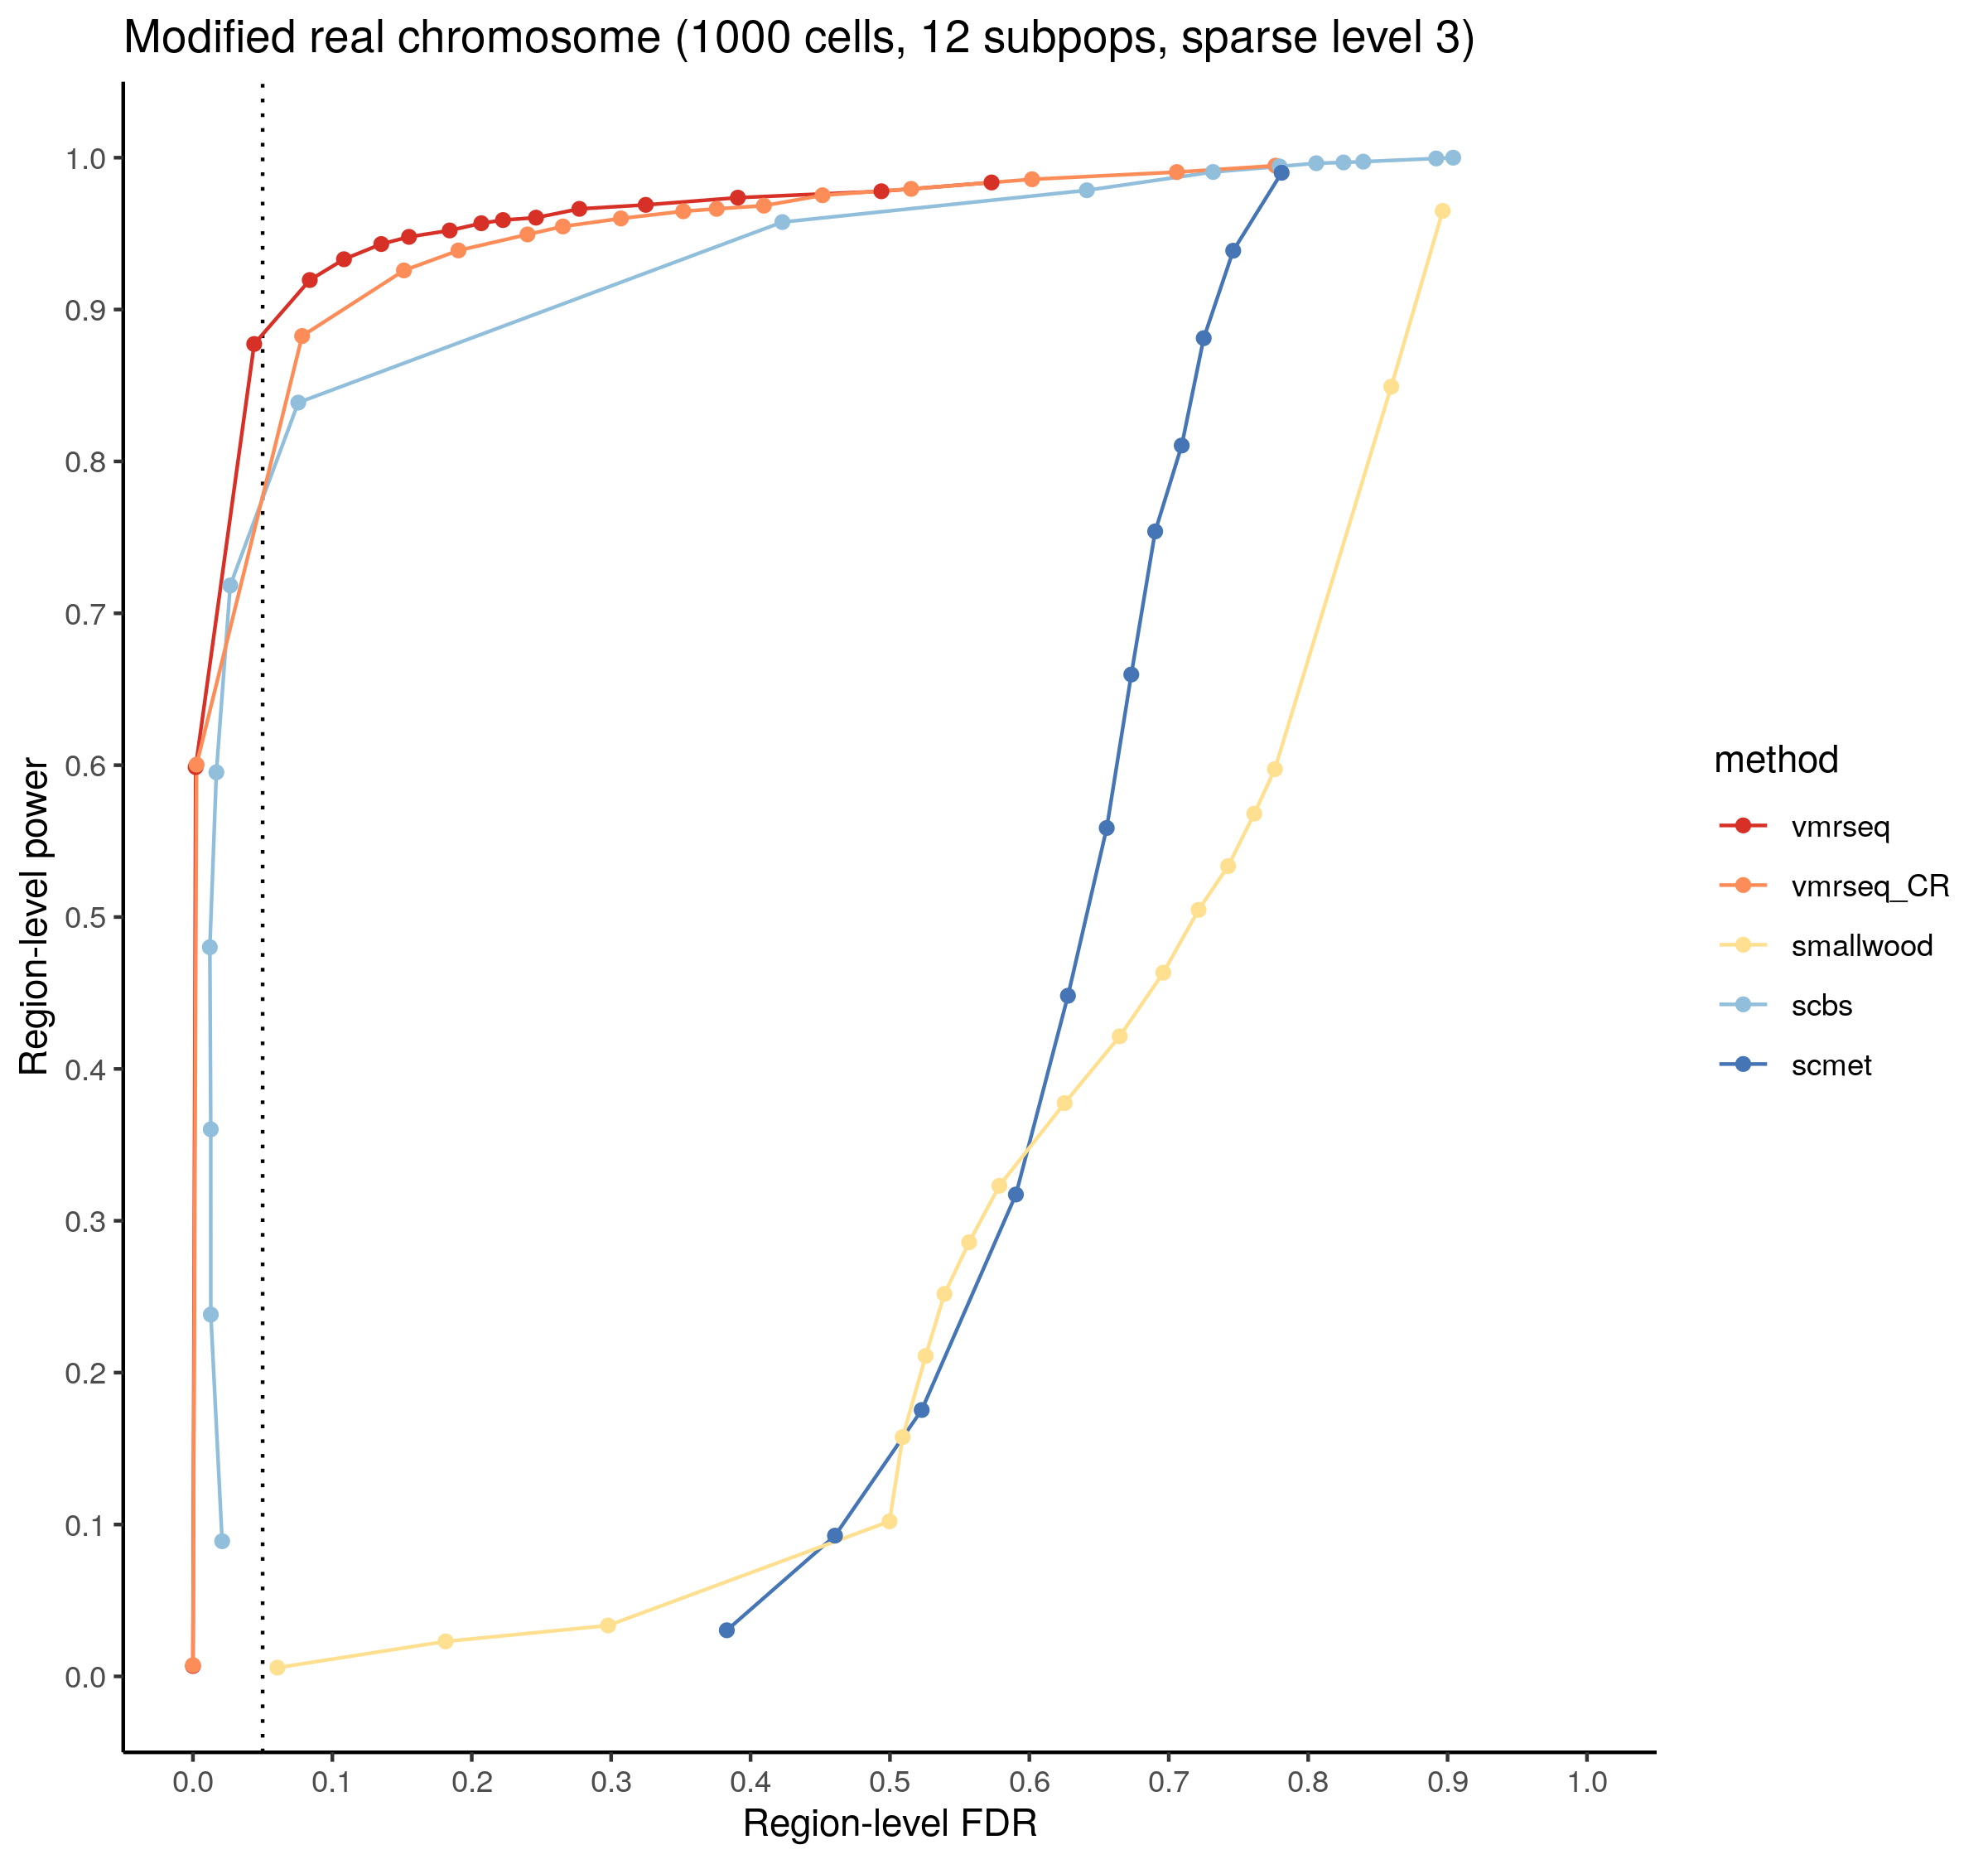 Modified real chromosome (1000 cells, 12 subpops, sparse level 3)
Region-level power
1.0
0.9
0.8
0.7
0.6
0.5
0.4
0.3
0.2
0.1
0.0
0.0 0.1 0.2 0.3 0.4 0.5 0.6 0.7 0.8 0.9 1.0
Region-level FDR
method
vmrseq
vmrseq_CR
smallwood
scbs
scmet